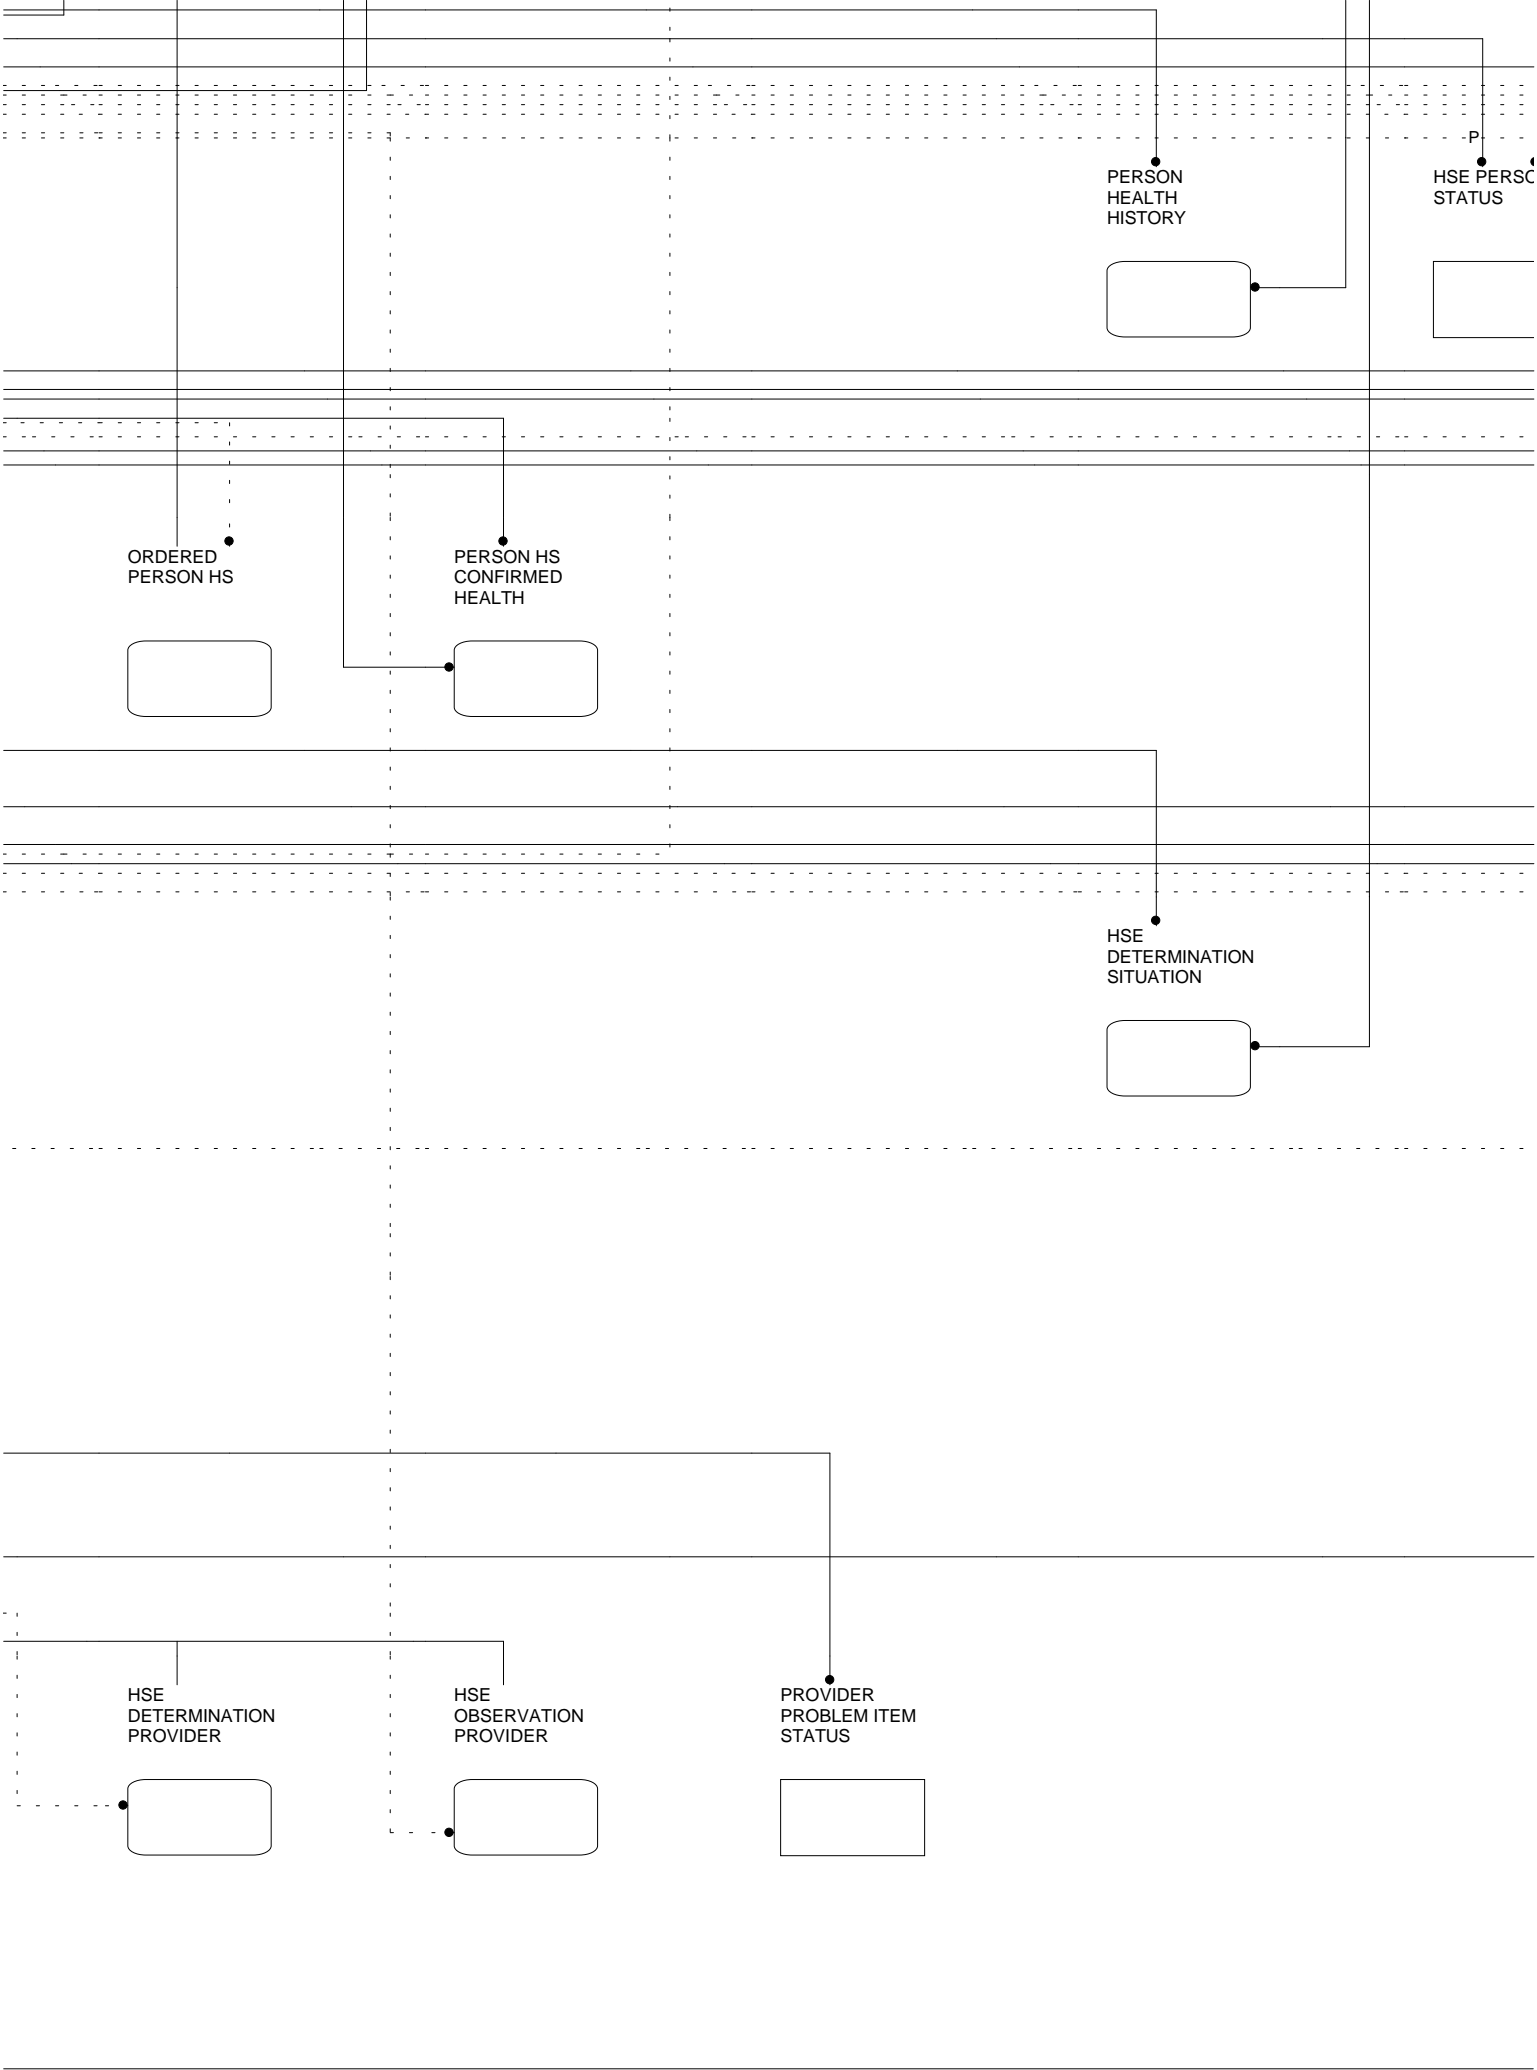 P
PERSON
HEALTH
HISTORY
HSE PERSO
STATUS
ORDERED
PERSON HS
PERSON HS
CONFIRMED
HEALTH
HSE
DETERMINATION
SITUATION
HSE
DETERMINATION
PROVIDER
HSE
OBSERVATION
PROVIDER
PROVIDER
PROBLEM ITEM
STATUS